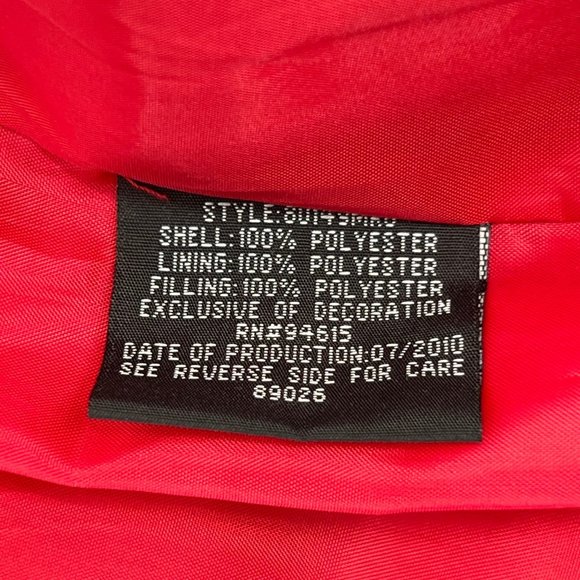 SHELL:100% POLYESTER
LINING:100% POLYESTER
FILLING:100% POLYESTER
EXCLUSIVE OF DECORATION
RN#94615
DATE OF PRODUCTION:07/2010
SEE REVERSE SIDE FOR CARE
89026